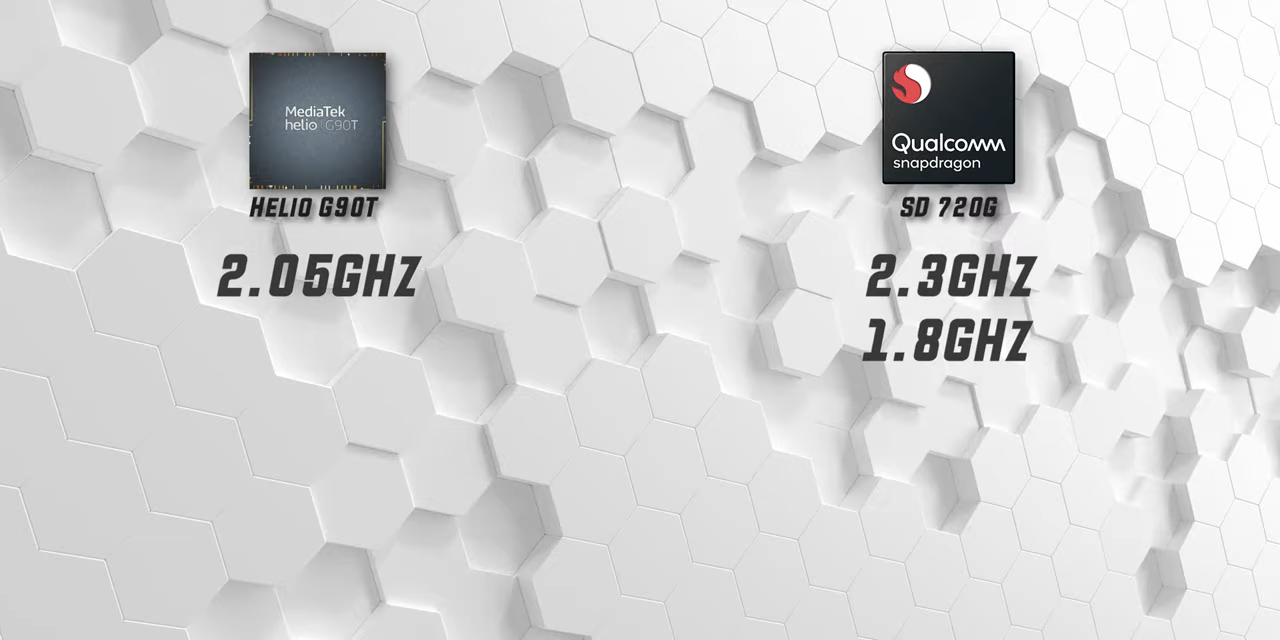 MediaTek
helio G90T
HELIO G90T
2.05GHZ
Qualcomm
snapdragon
SD 720G
2.3GHZ
1.8GHZ